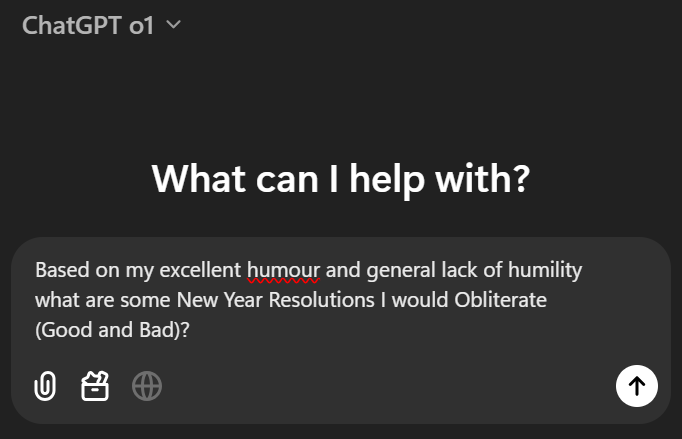 ChatGPT o1
What can I help with?
Based on my excellent humour and general lack of humility
what are some New Year Resolutions I would Obliterate
(Good and Bad)?